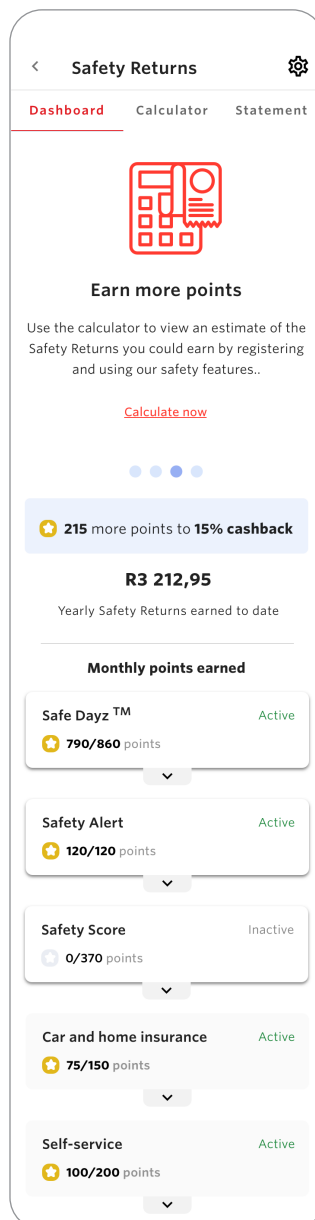 Safety Returns
Dashboard Calculator Statement
Earn more points
Use the calculator to view an estimate of the
Safety Returns you could earn by registering
and using our safety features..
Calculate now
215 more points to 15% cashback
R3 212,95
Yearly Safety Returns earned to date
Monthly points earned
Safe Dayz TM Active
790/860 points
Safety Alert Active
120/120 points
Safety Score Inactive
0/370 points
Car and home insurance Active
75/150 points
Self-service Active
100/200 points